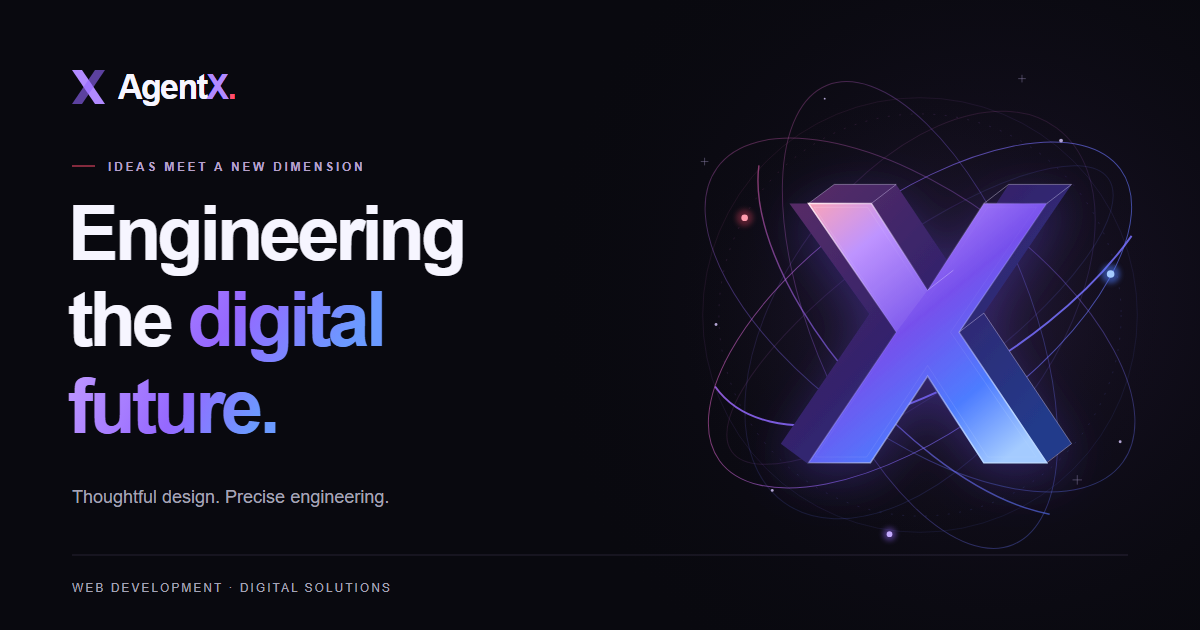 AgentX.
IDEAS MEET A NEW DIMENSION
Engineering
the digital
future.
Thoughtful design. Precise engineering.
WEB DEVELOPMENT · DIGITAL SOLUTIONS